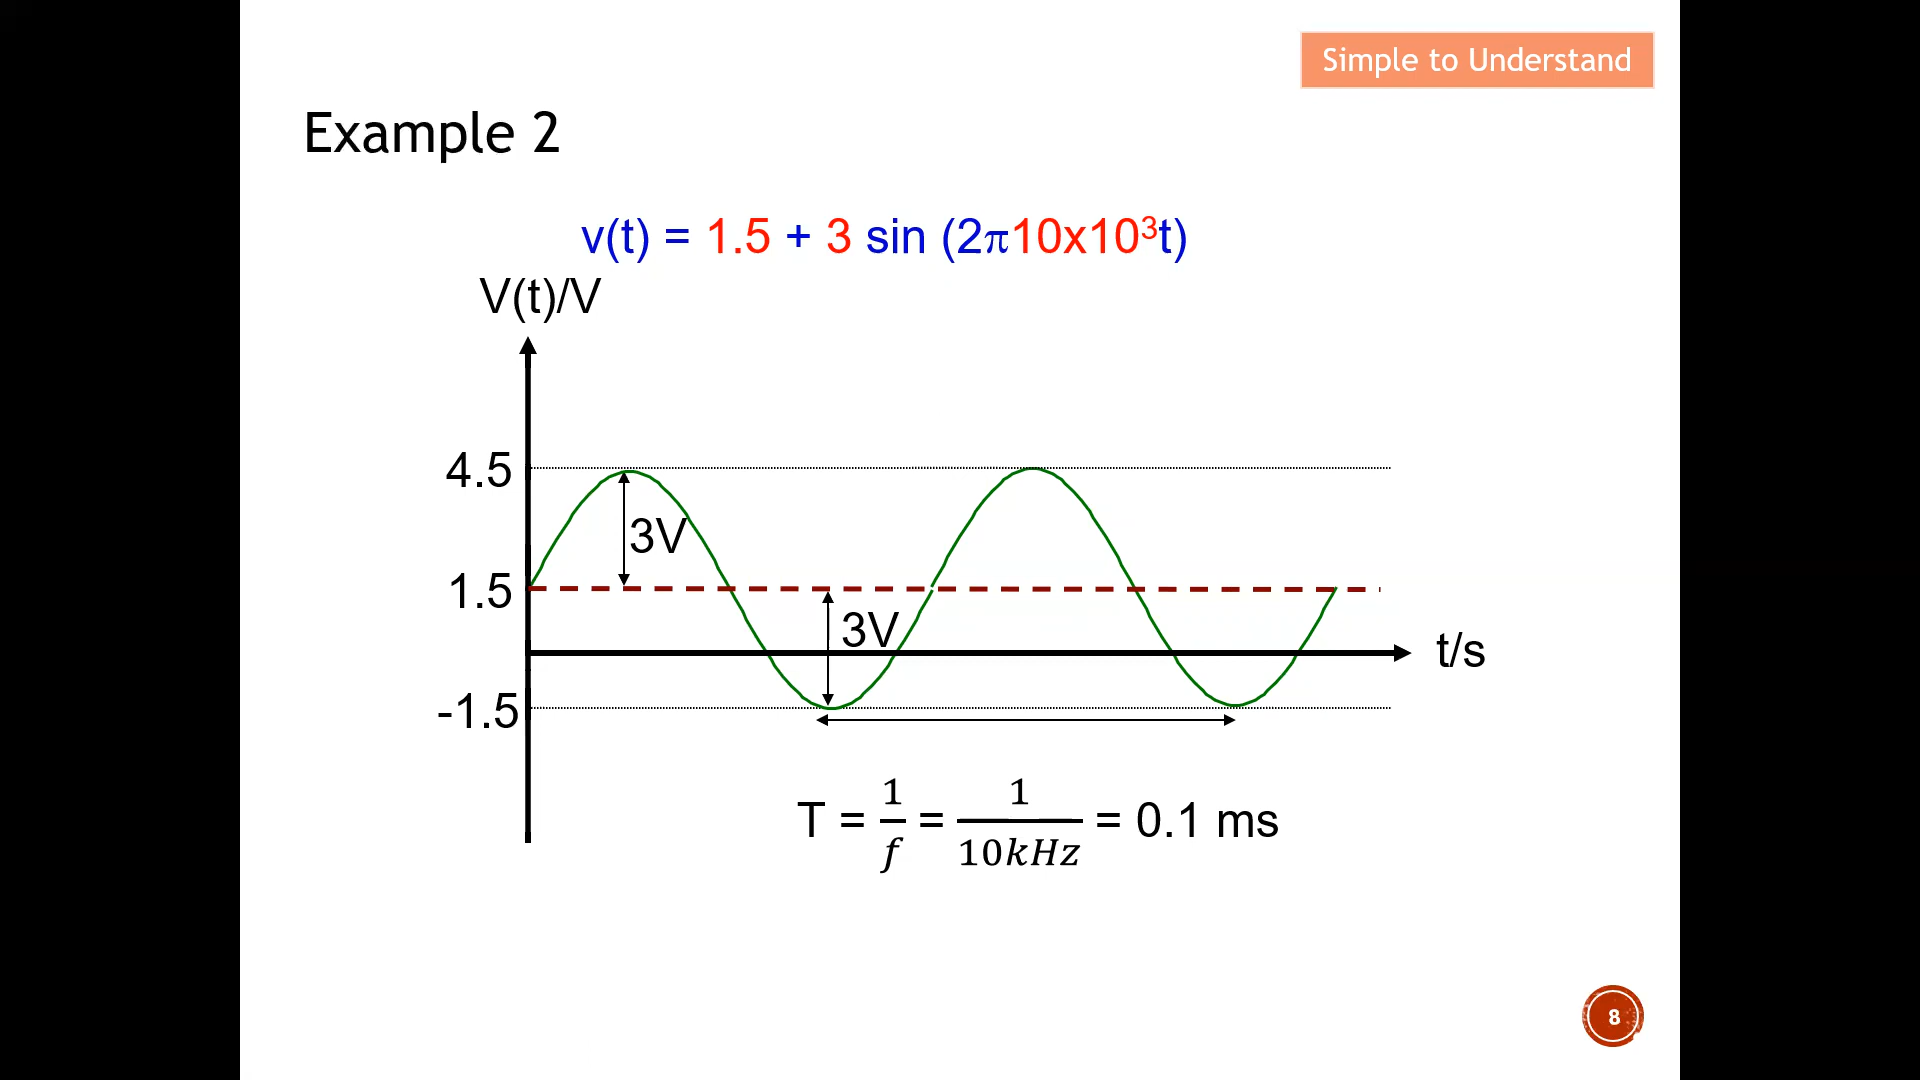 Simple to Understand
Example 2
v(t) = 1.5 + 3 sin (2π10x10³t)
V(t)/V
4.5
3V
1.5
3V
t/s
-1.5
T = 1/f = 1/10kHz = 0.1 ms
8